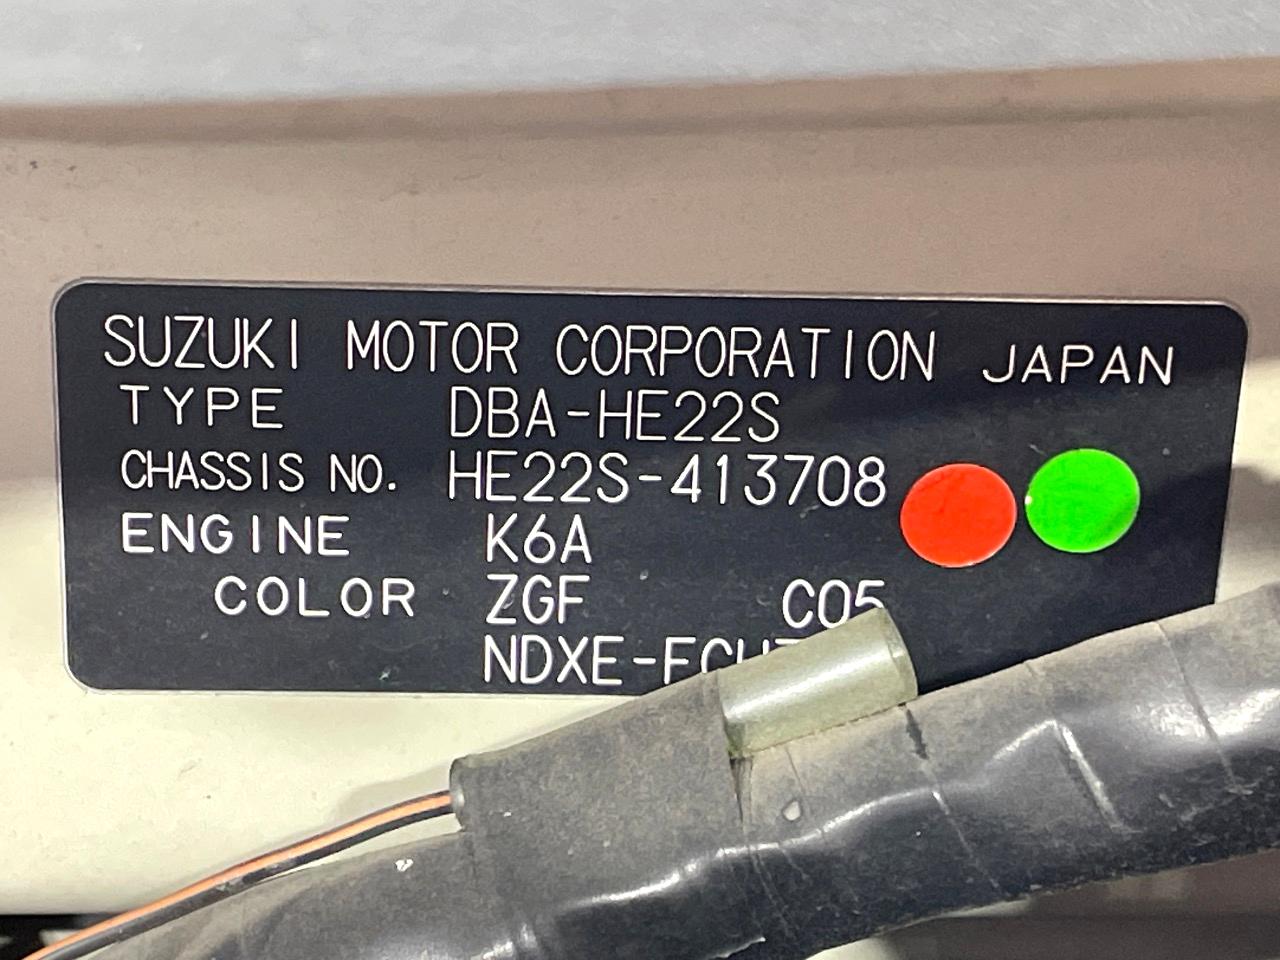 SUZUKI MOTOR CORPORATION JAPAN
TYPE DBA-HE22S
CHASSIS NO. HE22S-413708
ENGINE K6A
COLOR ZGF C05